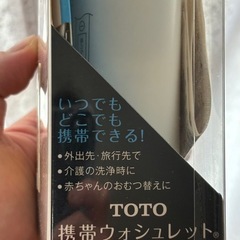 いつでも
どこでも
携帯できる!
●外出先・旅行先で
●介護の洗浄時に
●赤ちゃんのおむつ替えに
TOTO
携帯ウォシュレット®